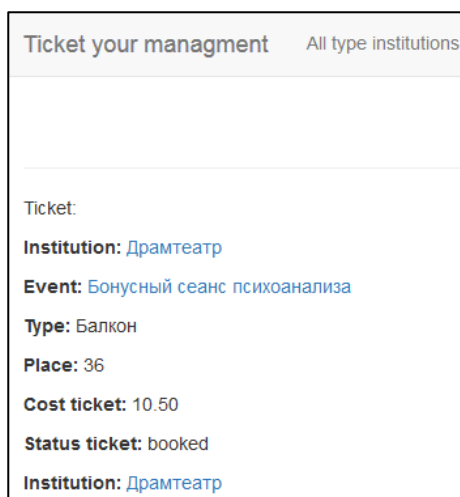 Ticket your managment All type institutions
Ticket:
Institution: Драмтеатр
Event: Бонусный сеанс психоанализа
Type: Балкон
Place: 36
Cost ticket: 10.50
Status ticket: booked
Institution: Драмтеатр